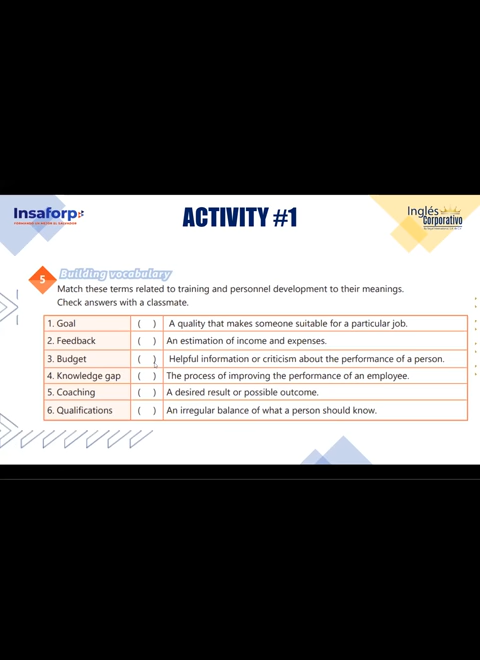 Insaforp
ACTIVITY #1
Inglés
Corporativo
5
Building vocabulary
Match these terms related to training and personnel development to their meanings.
Check answers with a classmate.
1. Goal ( ) A quality that makes someone suitable for a particular job.
2. Feedback ( ) An estimation of income and expenses.
3. Budget ( ) Helpful information or criticism about the performance of a person.
4. Knowledge gap ( ) The process of improving the performance of an employee.
5. Coaching ( ) A desired result or possible outcome.
6. Qualifications ( ) An irregular balance of what a person should know.